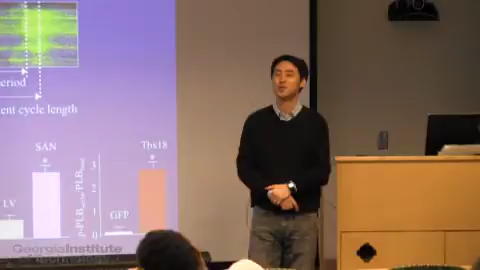 eriod
ent cycle length
SAN
Tbx18
*
*
LV
GFP
3
2
1
0
GeorgiaInstitute